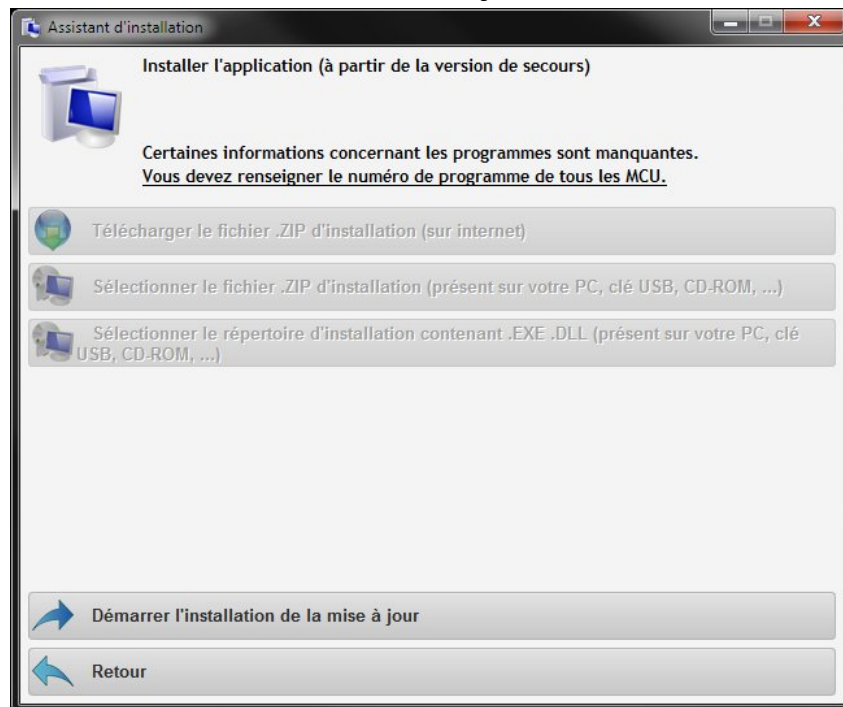 Assistant d'installation
Installer l'application (à partir de la version de secours)
Certaines informations concernant les programmes sont manquantes.
Vous devez renseigner le numéro de programme de tous les MCU.
Télécharger le fichier .ZIP d'installation (sur internet)
Sélectionner le fichier .ZIP d'installation (présent sur votre PC, clé USB, CD-ROM, ...)
Sélectionner le répertoire d'installation contenant .EXE .DLL (présent sur votre PC, clé
USB, CD-ROM, ...)
Démarrer l'installation de la mise à jour
Retour